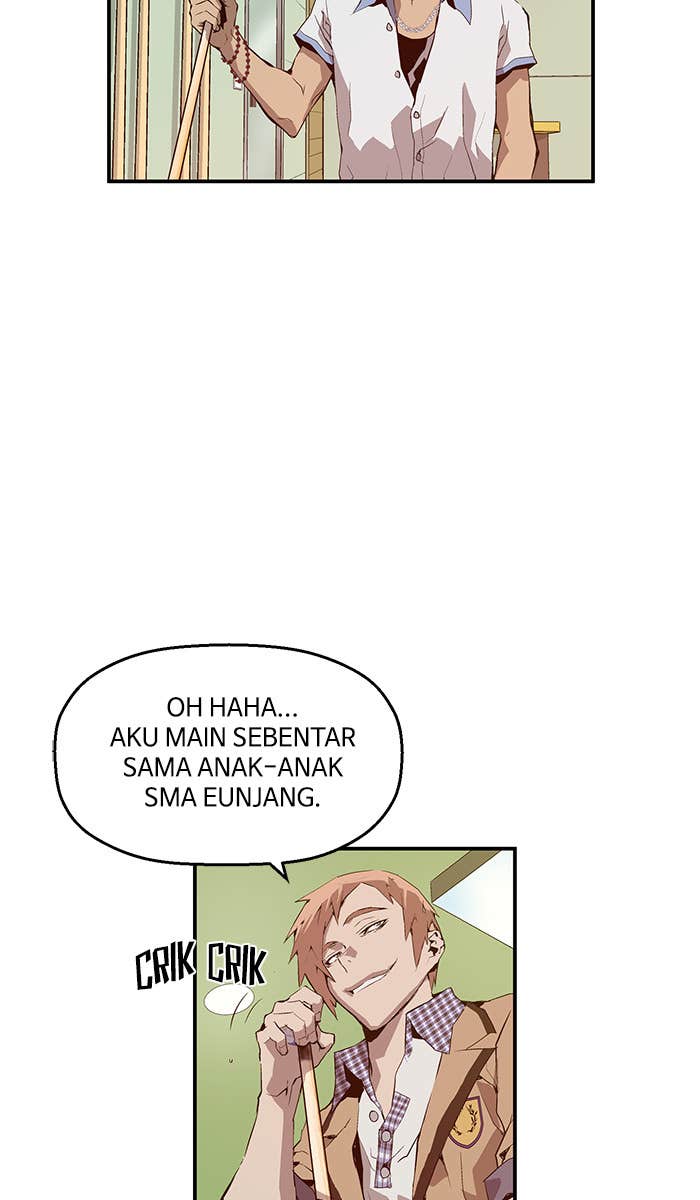 OH HAHA...
AKU MAIN SEBENTAR
SAMA ANAK-ANAK
SMA EUNJANG.
CRIK CRIK